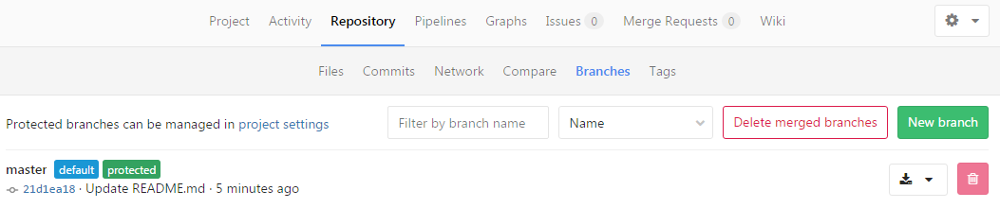 Project Activity Repository Pipelines Graphs Issues 0 Merge Requests 0 Wiki
Files Commits Network Compare Branches Tags
Protected branches can be managed in project settings Filter by branch name Name Delete merged branches New branch
master default protected
21d1ea18 · Update README.md · 5 minutes ago